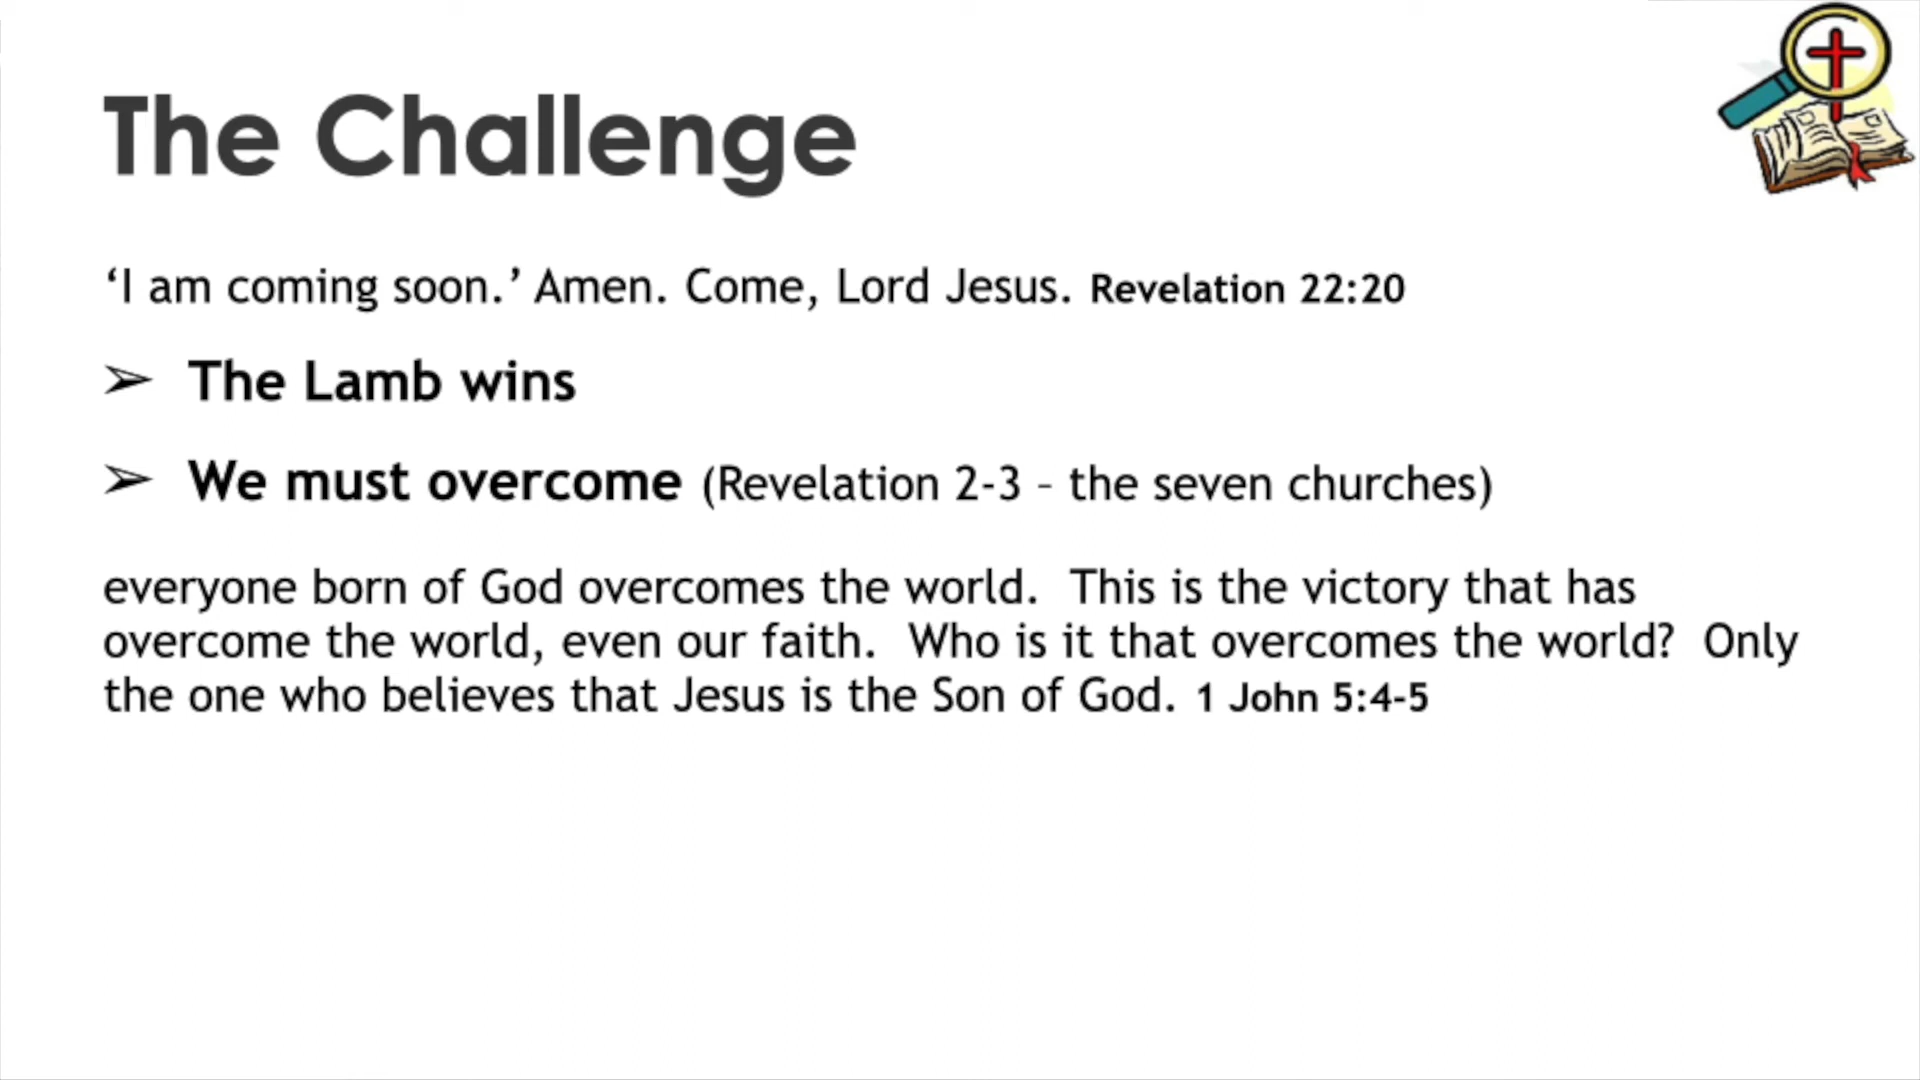 The Challenge
‘I am coming soon.’ Amen. Come, Lord Jesus. Revelation 22:20
➢ The Lamb wins
➢ We must overcome (Revelation 2-3 – the seven churches)
everyone born of God overcomes the world.  This is the victory that has
overcome the world, even our faith.  Who is it that overcomes the world?  Only
the one who believes that Jesus is the Son of God. 1 John 5:4-5